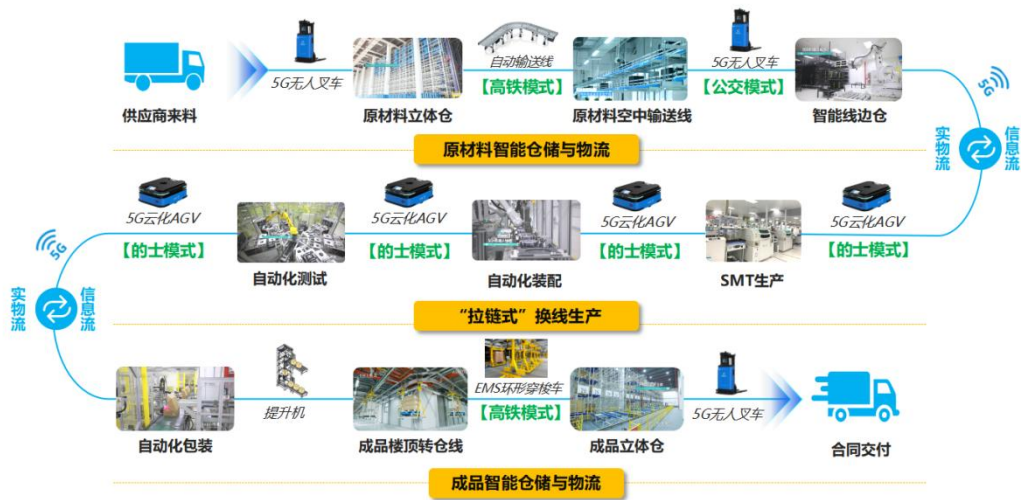 5G无人叉车
自动输送线
5G无人叉车
【高铁模式】
【公交模式】
供应商来料
原材料立体仓
原材料空中输送线
智能线边仓
5G
原材料智能仓储与物流
实物流
信息流
5G云化AGV
5G云化AGV
5G云化AGV
5G云化AGV
【的士模式】
【的士模式】
【的士模式】
【的士模式】
5G
自动化测试
自动化装配
SMT生产
实物流
信息流
“拉链式”换线生产
提升机
EMS环形穿梭车
5G无人叉车
【高铁模式】
自动化包装
成品楼顶转仓线
成品立体仓
合同交付
成品智能仓储与物流